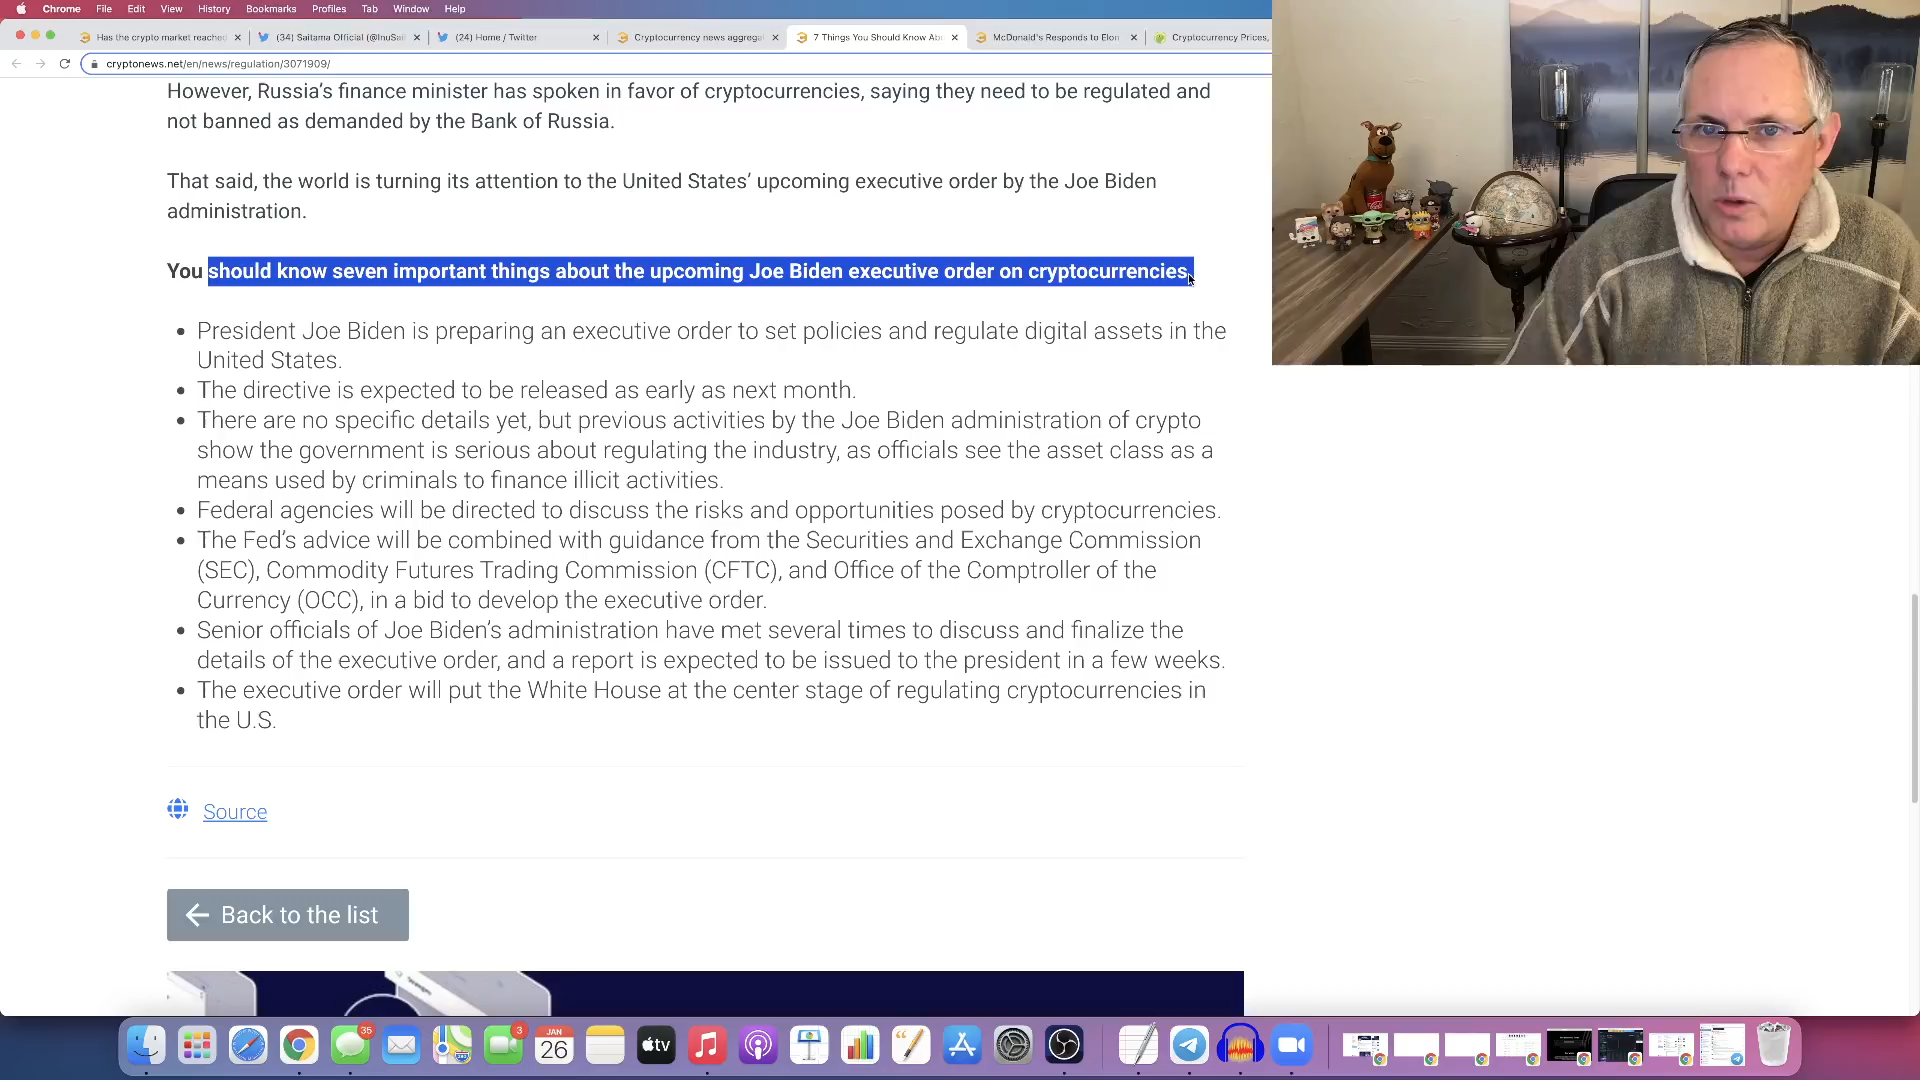 Chrome File Edit View History Bookmarks Profiles Tab Window Help
Has the crypto market reached
(34) Saitama Official (@InuSai
(24) Home / Twitter
Cryptocurrency news aggrega
7 Things You Should Know Ab
McDonald's Responds to Elon
Cryptocurrency Prices,
cryptonews.net/en/news/regulation/3071909/
However, Russia’s finance minister has spoken in favor of cryptocurrencies, saying they need to be regulated and
not banned as demanded by the Bank of Russia.
That said, the world is turning its attention to the United States’ upcoming executive order by the Joe Biden
administration.
You should know seven important things about the upcoming Joe Biden executive order on cryptocurrencies.
• President Joe Biden is preparing an executive order to set policies and regulate digital assets in the
United States.
• The directive is expected to be released as early as next month.
• There are no specific details yet, but previous activities by the Joe Biden administration of crypto
show the government is serious about regulating the industry, as officials see the asset class as a
means used by criminals to finance illicit activities.
• Federal agencies will be directed to discuss the risks and opportunities posed by cryptocurrencies.
• The Fed’s advice will be combined with guidance from the Securities and Exchange Commission
(SEC), Commodity Futures Trading Commission (CFTC), and Office of the Comptroller of the
Currency (OCC), in a bid to develop the executive order.
• Senior officials of Joe Biden’s administration have met several times to discuss and finalize the
details of the executive order, and a report is expected to be issued to the president in a few weeks.
• The executive order will put the White House at the center stage of regulating cryptocurrencies in
the U.S.
Source
Back to the list
35
3
JAN
26
tv